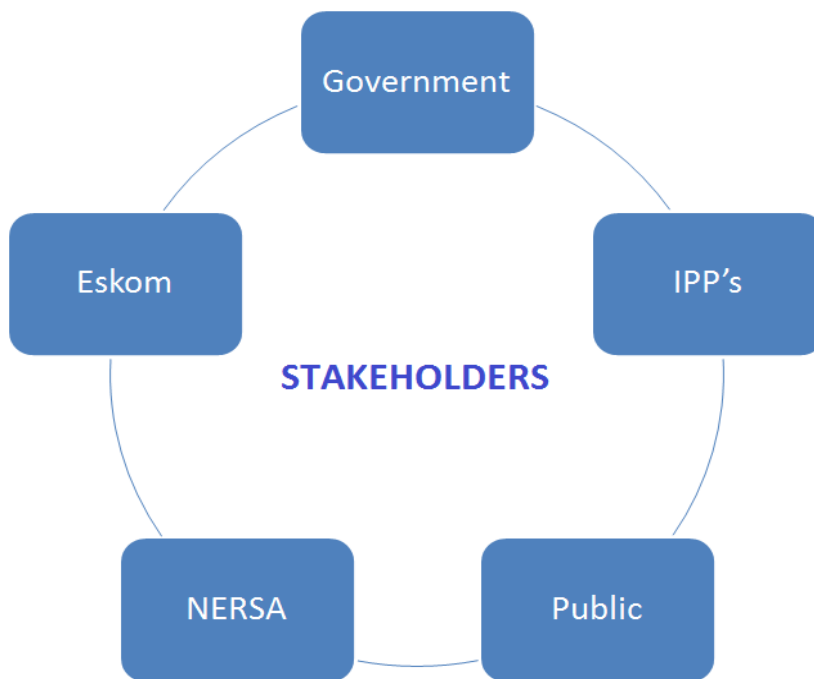 Government
Eskom
IPP’s
STAKEHOLDERS
NERSA
Public